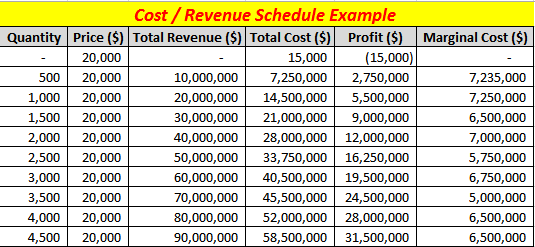 Cost / Revenue Schedule Example
Quantity Price ($) Total Revenue ($) Total Cost ($) Profit ($) Marginal Cost ($)
- 20,000 - 15,000 (15,000) -
500 20,000 10,000,000 7,250,000 2,750,000 7,235,000
1,000 20,000 20,000,000 14,500,000 5,500,000 7,250,000
1,500 20,000 30,000,000 21,000,000 9,000,000 6,500,000
2,000 20,000 40,000,000 28,000,000 12,000,000 7,000,000
2,500 20,000 50,000,000 33,750,000 16,250,000 5,750,000
3,000 20,000 60,000,000 40,500,000 19,500,000 6,750,000
3,500 20,000 70,000,000 45,500,000 24,500,000 5,000,000
4,000 20,000 80,000,000 52,000,000 28,000,000 6,500,000
4,500 20,000 90,000,000 58,500,000 31,500,000 6,500,000